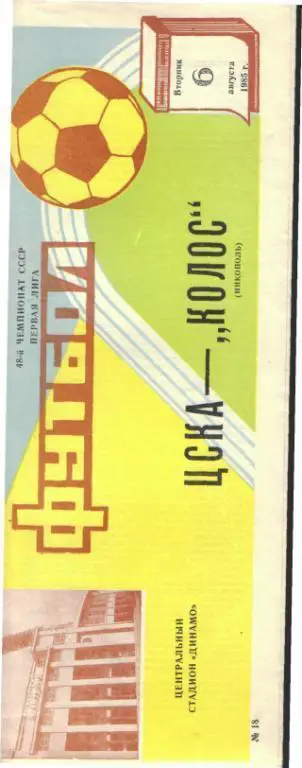 48-й ЧЕМПИОНАТ СССР
ПЕРВАЯ ЛИГА
ФУТБОЛ
Вторник
6
августа
1985 г.
ЦСКА — „КОЛОС“
(НИКОПОЛЬ)
ЦЕНТРАЛЬНЫЙ
СТАДИОН «ДИНАМО»
№ 18